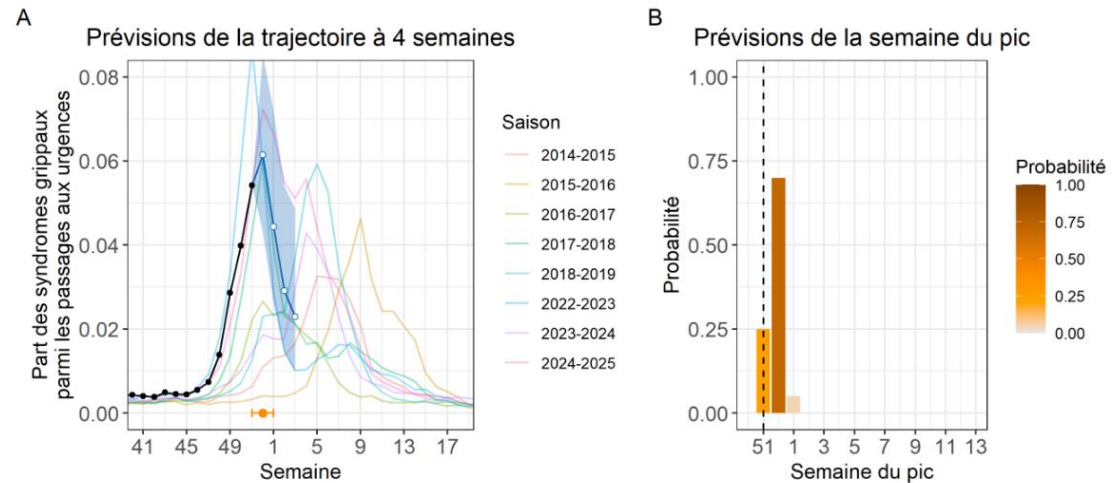 A
Prévisions de la trajectoire à 4 semaines
Part des syndromes grippaux
parmi les passages aux urgences
0.08
0.06
0.04
0.02
0.00
41 45 49 1 5 9 13 17
Semaine
Saison
2014-2015
2015-2016
2016-2017
2017-2018
2018-2019
2022-2023
2023-2024
2024-2025
B
Prévisions de la semaine du pic
Probabilité
1.00
0.75
0.50
0.25
0.00
51 1 3 5 7 9 11 13
Semaine du pic
Probabilité
1.00
0.75
0.50
0.25
0.00